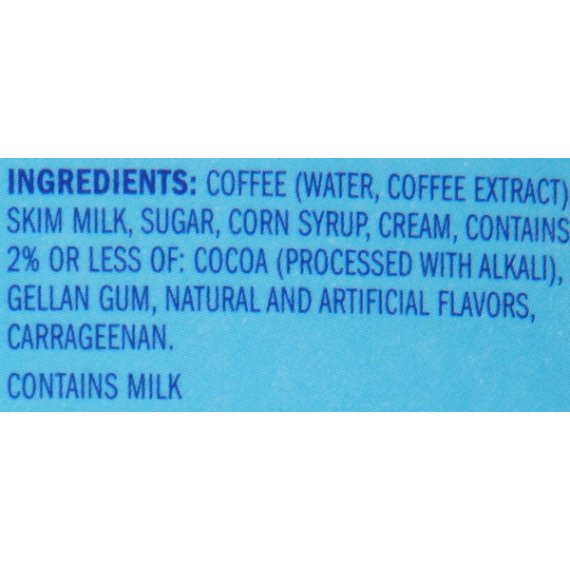 INGREDIENTS: COFFEE (WATER, COFFEE EXTRACT)
SKIM MILK, SUGAR, CORN SYRUP, CREAM, CONTAINS
2% OR LESS OF: COCOA (PROCESSED WITH ALKALI),
GELLAN GUM, NATURAL AND ARTIFICIAL FLAVORS,
CARRAGEENAN.
CONTAINS MILK